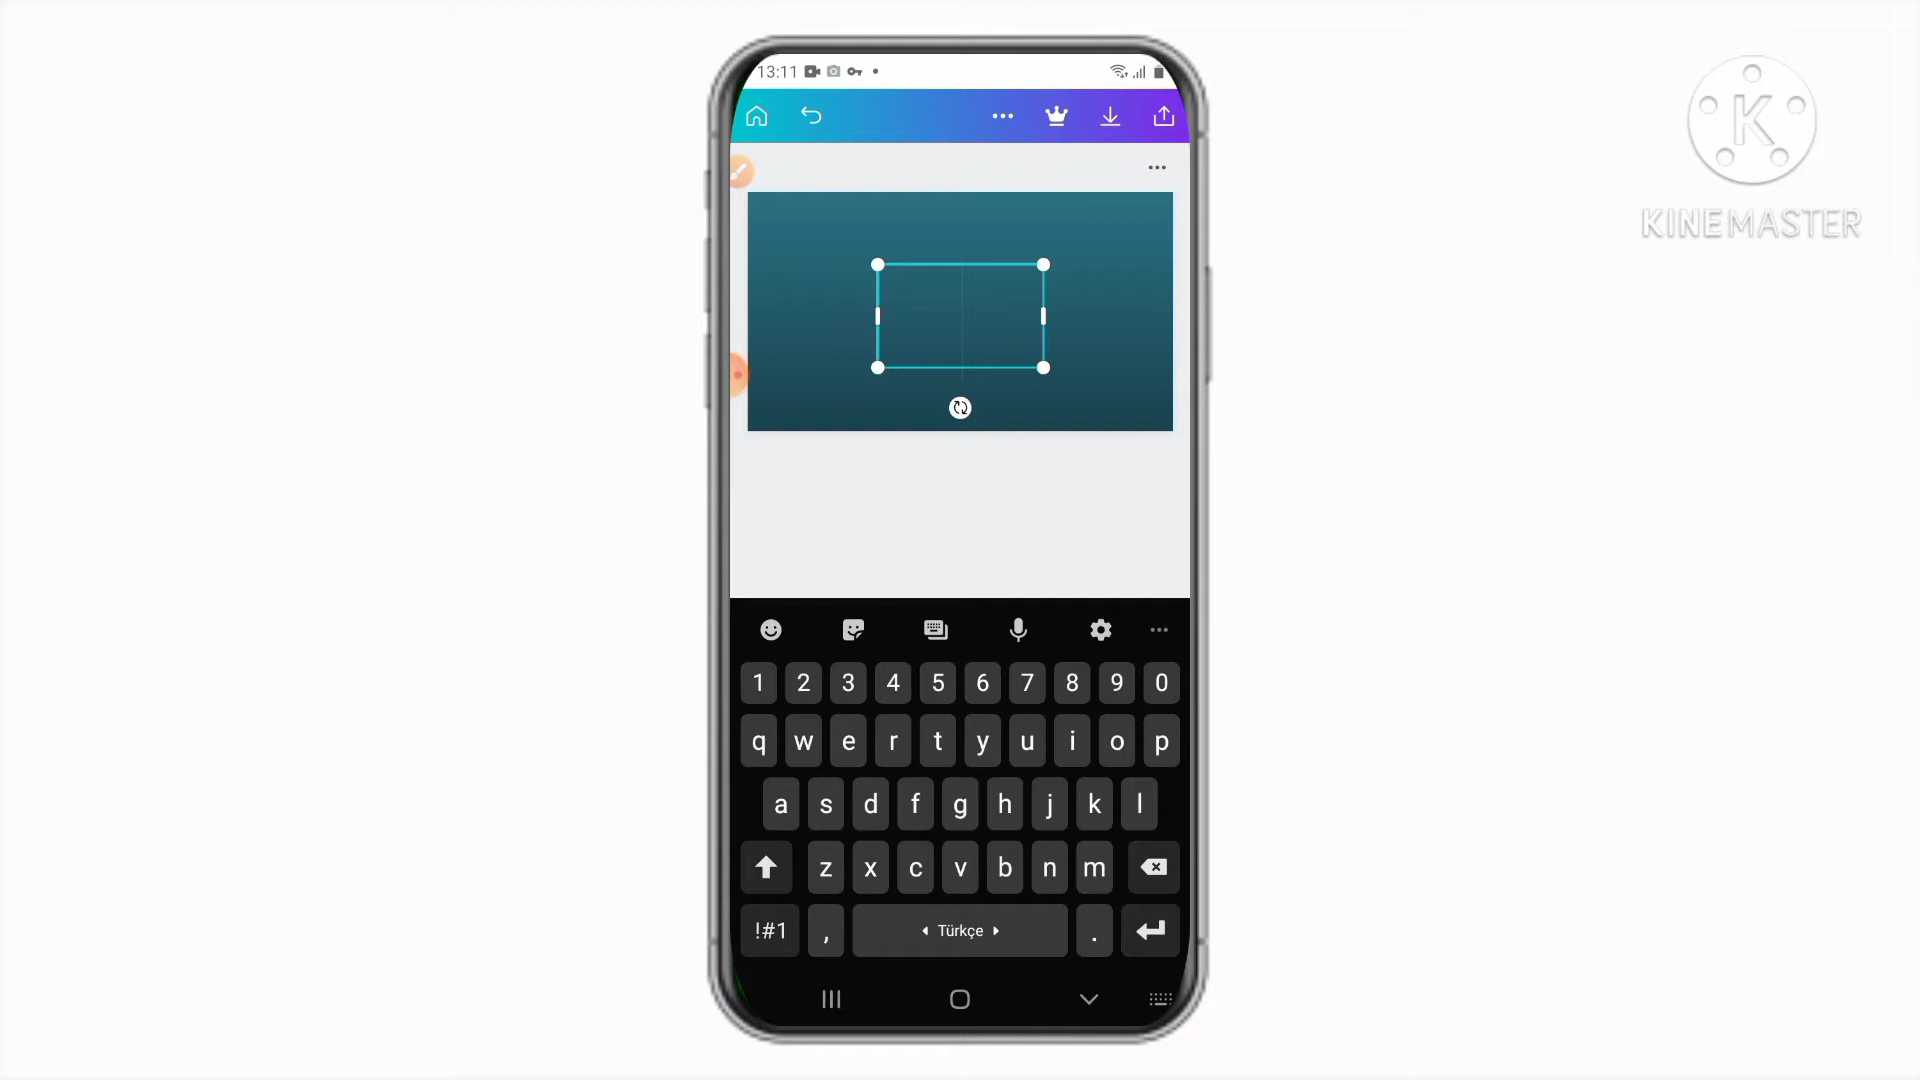 13:11
K
KINEMASTER
1 2 3 4 5 6 7 8 9 0
q w e r t y u i o p
a s d f g h j k l
z x c v b n m
!#1 , Türkçe .